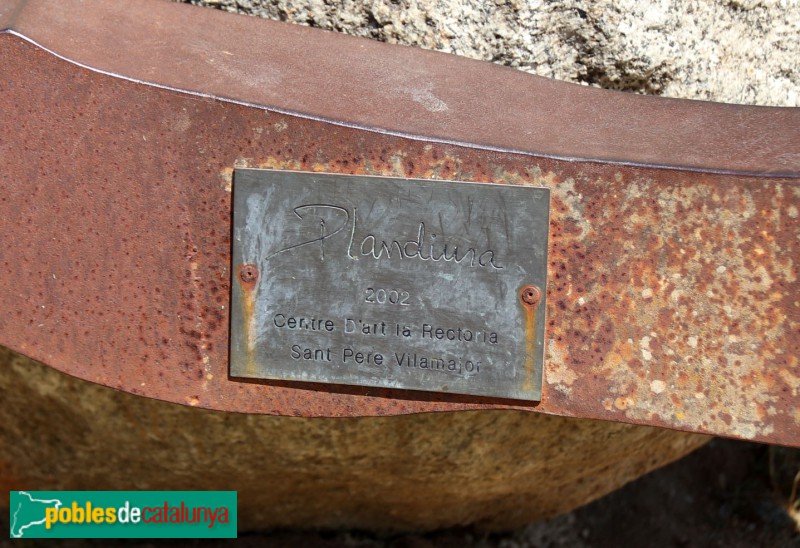 Plandiura
2002
Centre D'art la Rectoria
Sant Pere Vilamajor
poblesdecatalunya